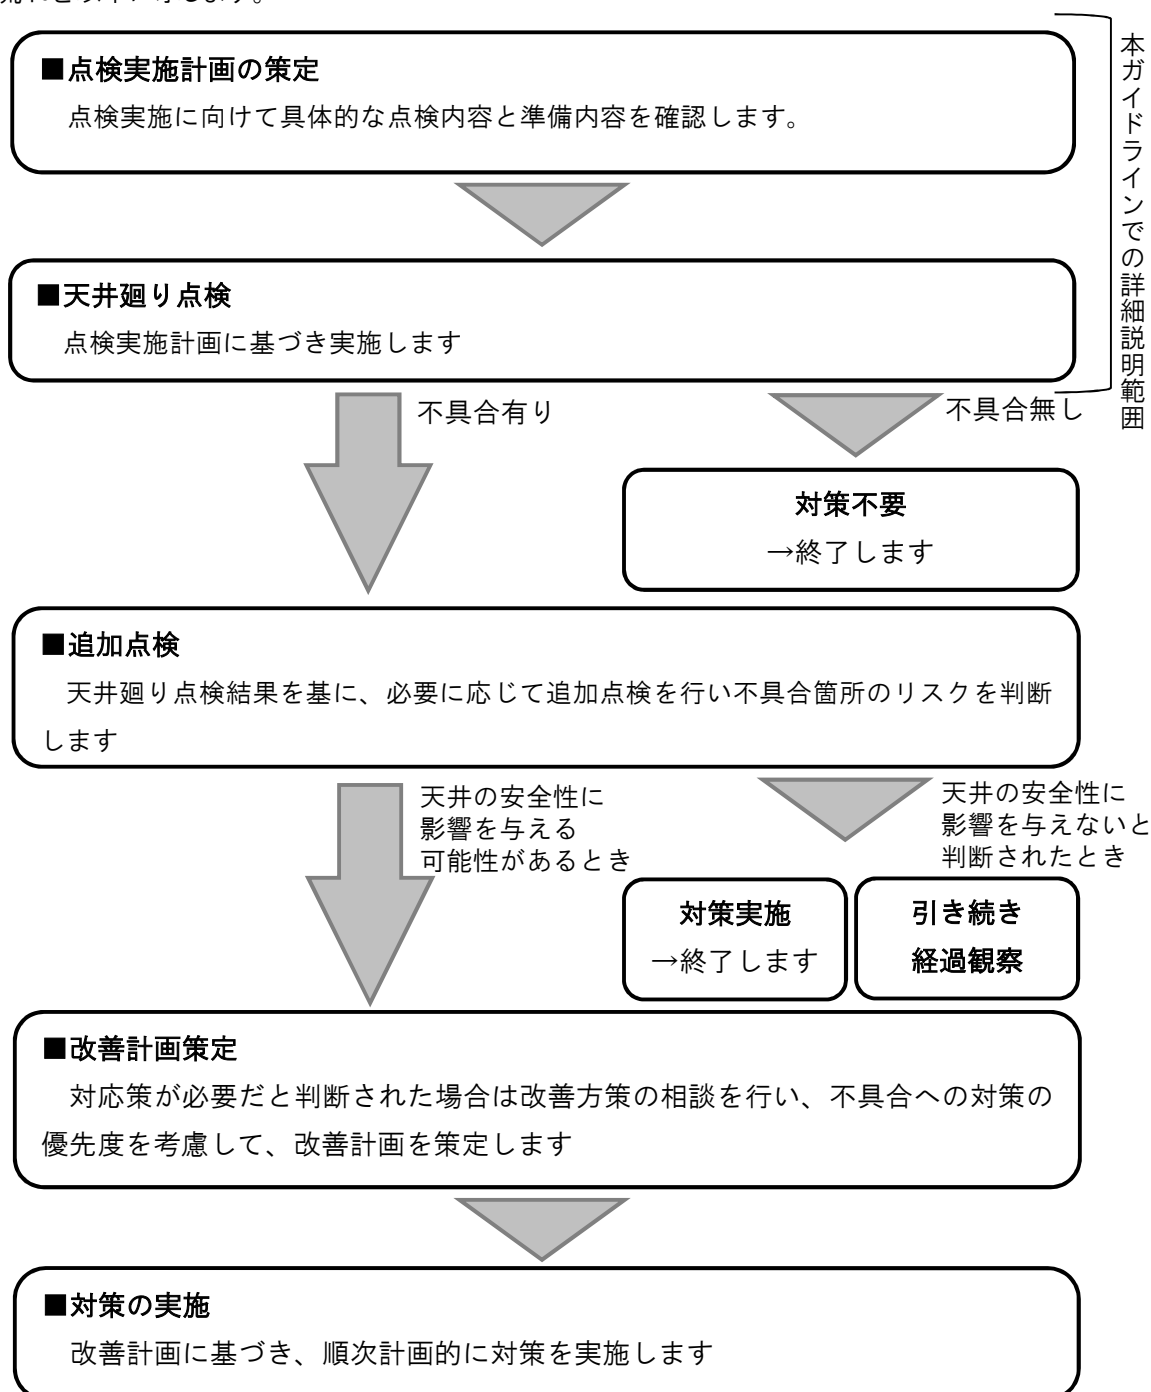 ■点検実施計画の策定
点検実施に向けて具体的な点検内容と準備内容を確認します。
本ガイドラインでの詳細説明範囲
■天井廻り点検
点検実施計画に基づき実施します
不具合有り
不具合無し
対策不要
→終了します
■追加点検
天井廻り点検結果を基に、必要に応じて追加点検を行い不具合箇所のリスクを判断
します
天井の安全性に
影響を与える
可能性があるとき
天井の安全性に
影響を与えないと
判断されたとき
対策実施
→終了します
引き続き
経過観察
■改善計画策定
対応策が必要だと判断された場合は改善方策の相談を行い、不具合への対策の
優先度を考慮して、改善計画を策定します
■対策の実施
改善計画に基づき、順次計画的に対策を実施します